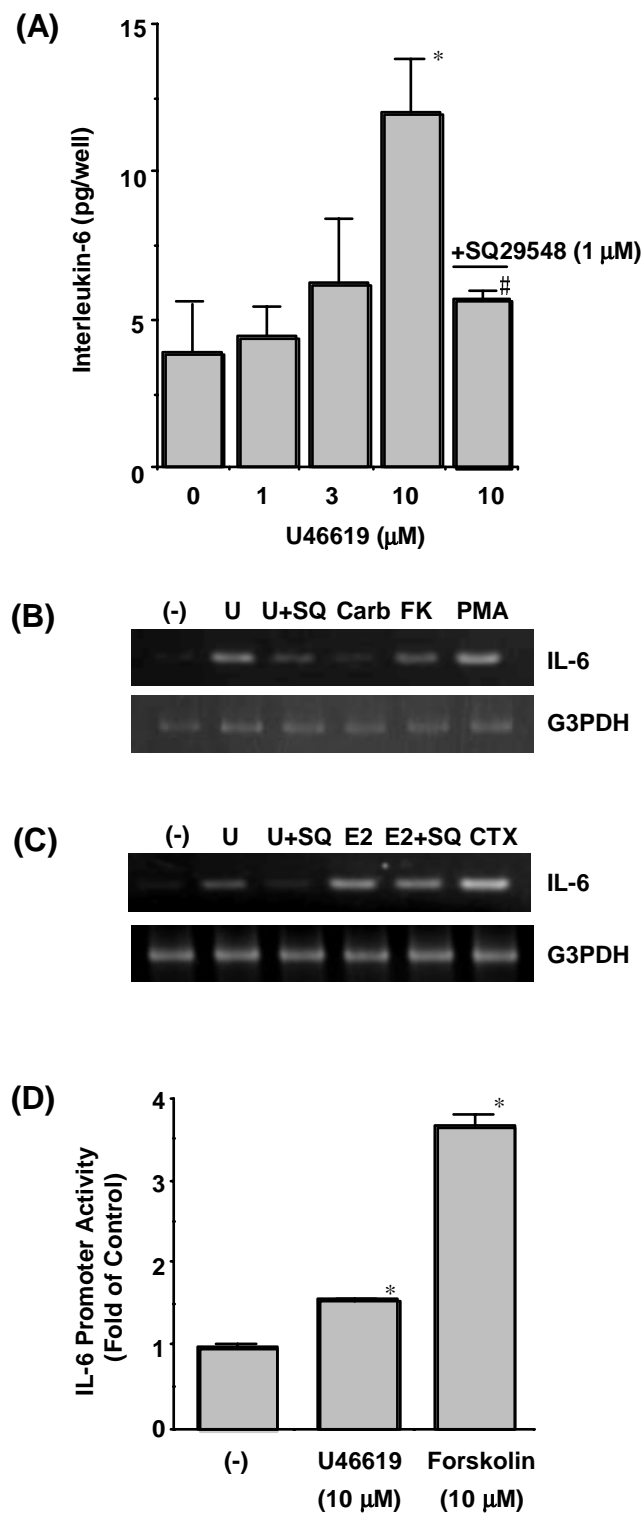 (A)
15
*
10
+SQ29548 (1 μM)
#
5
0
Interleukin-6 (pg/well)
0 1 3 10 10
U46619 (μM)
(B)
(-) U U+SQ Carb FK PMA
IL-6
G3PDH
(C)
(-) U U+SQ E2 E2+SQ CTX
IL-6
G3PDH
(D)
4
*
3
2
*
1
0
IL-6 Promoter Activity
(Fold of Control)
(-) U46619 Forskolin
(10 μM) (10 μM)